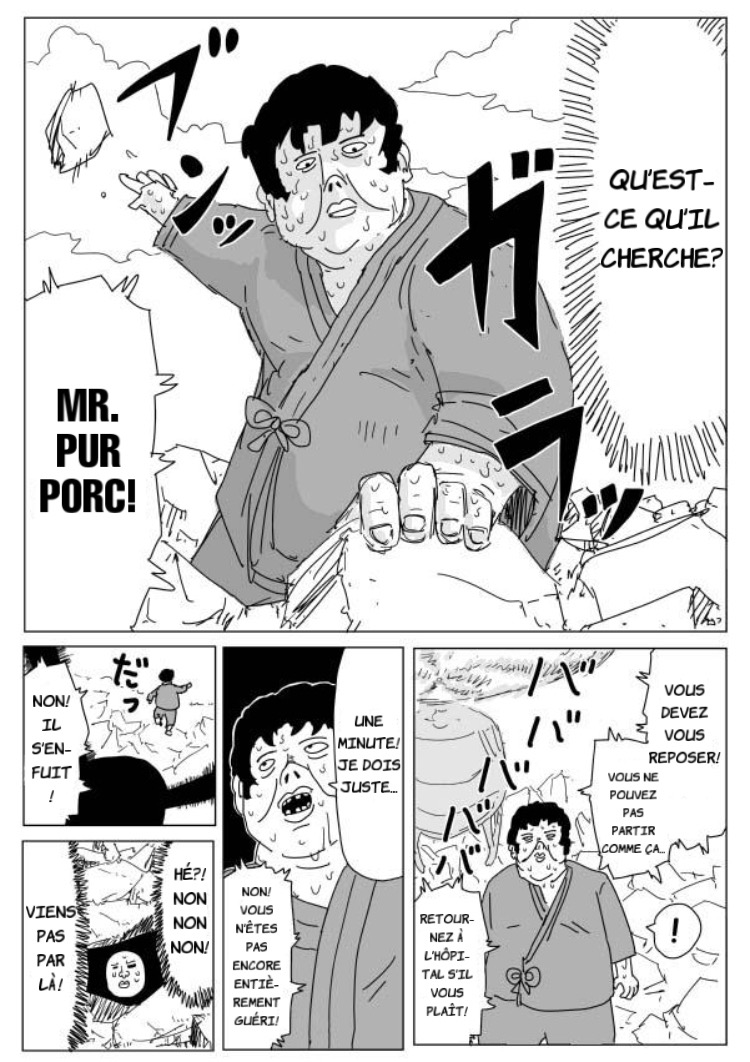 ブンッ
QU'EST-
CE QU'IL
CHERCHE?
ガラッ
MR.
PUR
PORC!
VOUS
DEVEZ
VOUS
REPOSER!
VOUS NE
POUVEZ
PAS
PARTIR
COMME ÇA...
ババババ
!
RETOUR-
NEZ À
L'HÔPI-
TAL S'IL
VOUS
PLAÎT!
UNE
MINUTE!
JE DOIS
JUSTE...
NON!
VOUS
N'ÊTES
PAS
ENCORE
ENTIÈ-
REMENT
GUÉRI!
だっ
NON!
IL
S'EN-
FUIT
!
HÉ?!
NON
NON
NON!
VIENS
PAS
PAR
LÀ!